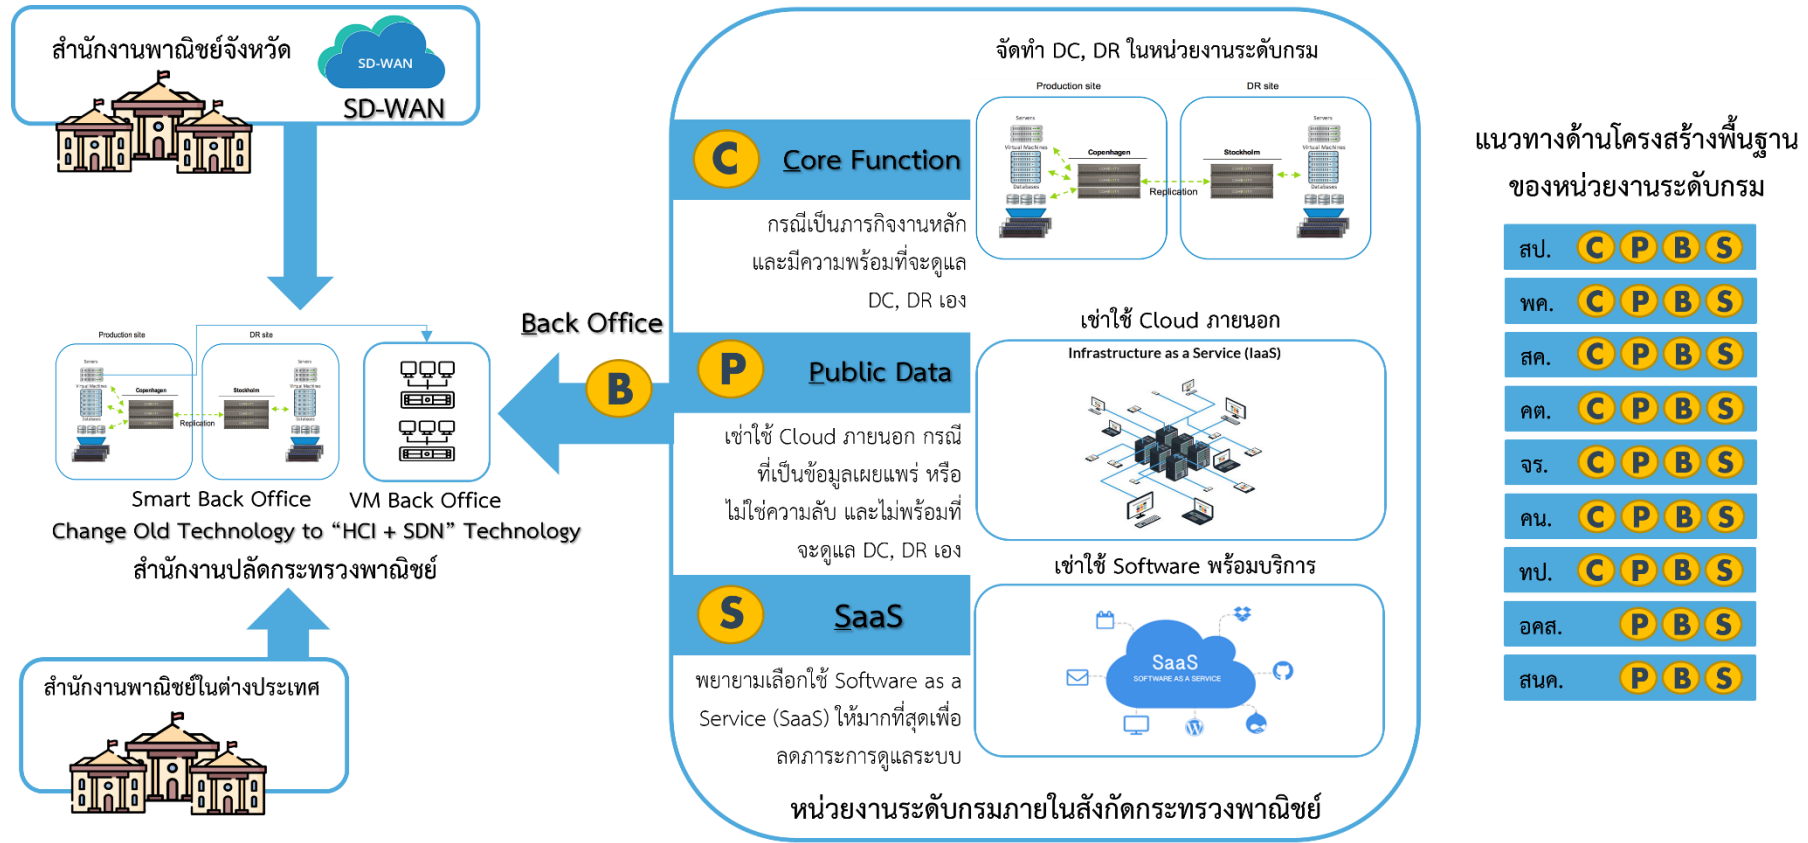 สำนักงานพาณิชย์จังหวัด
SD-WAN
SD-WAN
Production site
DR site
Servers
Servers
Virtual Machines
Virtual Machines
Copenhagen
Stockholm
Databases
Databases
Replication
Smart Back Office
VM Back Office
Change Old Technology to “HCI + SDN” Technology
สำนักงานปลัดกระทรวงพาณิชย์
สำนักงานพาณิชย์ในต่างประเทศ
Back Office
B
จัดทำ DC, DR ในหน่วยงานระดับกรม
C
Core Function
กรณีเป็นภารกิจงานหลัก
และมีความพร้อมที่จะดูแล
DC, DR เอง
Production site
DR site
Servers
Servers
Virtual Machines
Virtual Machines
Copenhagen
Stockholm
Databases
Databases
Replication
P
Public Data
เช่าใช้ Cloud ภายนอก กรณี
ที่เป็นข้อมูลเผยแพร่ หรือ
ไม่ใช่ความลับ และไม่พร้อมที่
จะดูแล DC, DR เอง
เช่าใช้ Cloud ภายนอก
Infrastructure as a Service (IaaS)
S
SaaS
พยายามเลือกใช้ Software as a
Service (SaaS) ให้มากที่สุดเพื่อ
ลดภาระการดูแลระบบ
เช่าใช้ Software พร้อมบริการ
SaaS
SOFTWARE AS A SERVICE
หน่วยงานระดับกรมภายในสังกัดกระทรวงพาณิชย์
แนวทางด้านโครงสร้างพื้นฐาน
ของหน่วยงานระดับกรม
สป. C P B S
พค. C P B S
สค. C P B S
คต. C P B S
จร. C P B S
คน. C P B S
ทป. C P B S
อคส. P B S
สนค. P B S